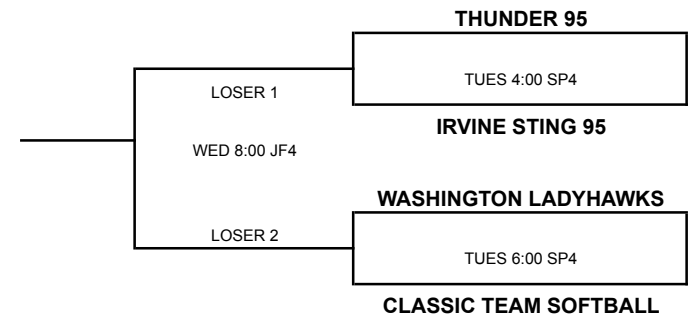 THUNDER 95
TUES 4:00 SP4
LOSER 1
IRVINE STING 95
WED 8:00 JF4
WASHINGTON LADYHAWKS
LOSER 2
TUES 6:00 SP4
CLASSIC TEAM SOFTBALL